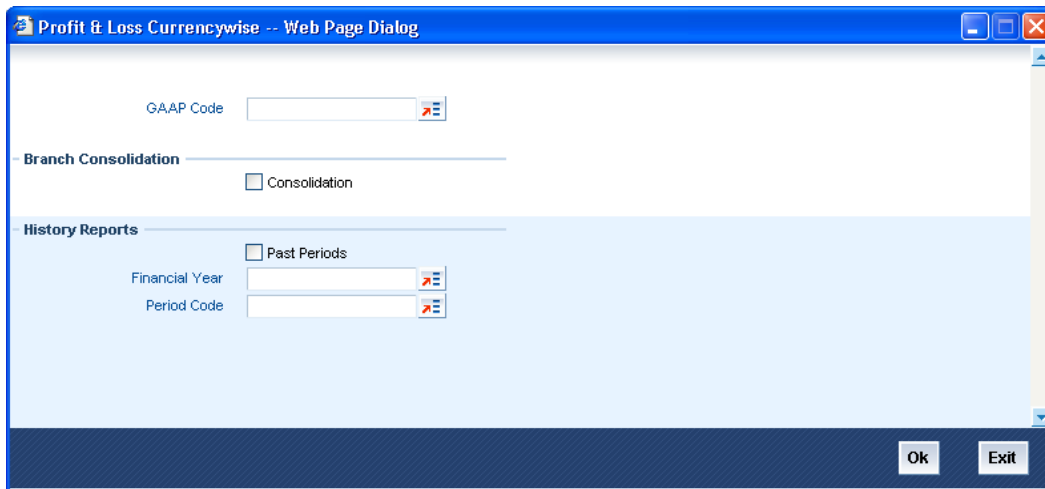 Profit & Loss Currencywise -- Web Page Dialog
GAAP Code
Branch Consolidation
Consolidation
History Reports
Past Periods
Financial Year
Period Code
Ok Exit